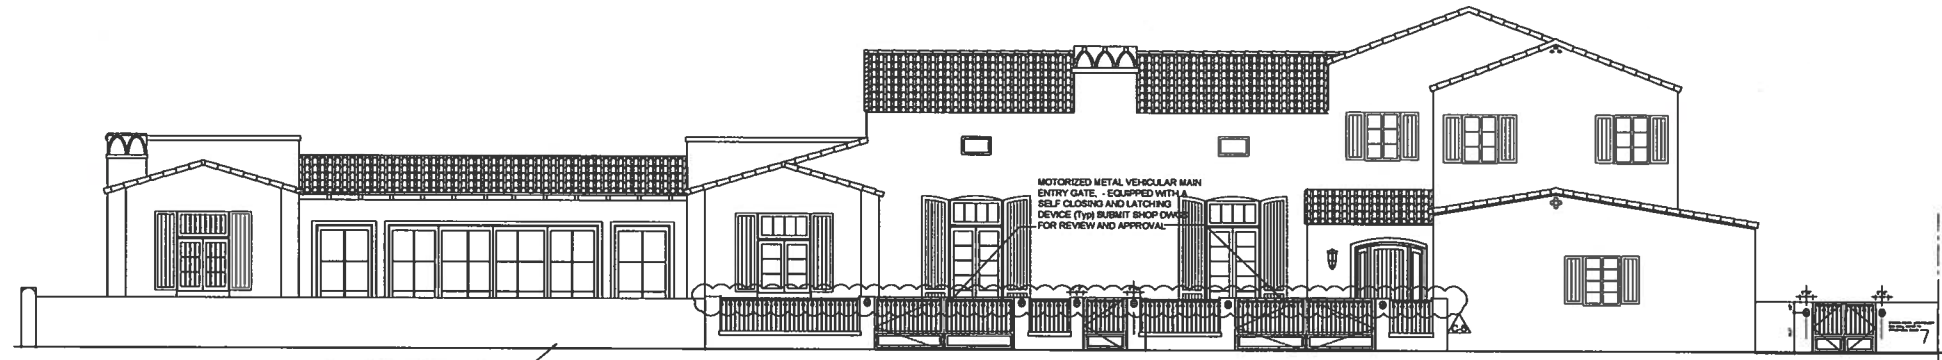 MOTORIZED METAL VEHICULAR MAIN
ENTRY GATE, - EQUIPPED WITH A
SELF CLOSING AND LATCHING
DEVICE (Typ) SUBMIT SHOP DWGS
FOR REVIEW AND APPROVAL
7